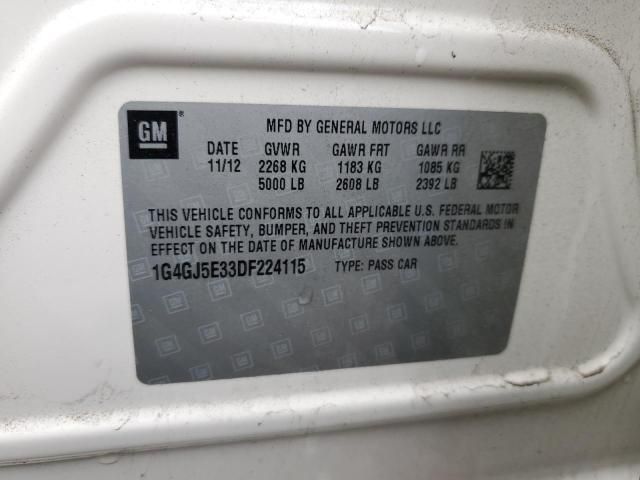 GM ®
MFD BY GENERAL MOTORS LLC
DATE GVWR GAWR FRT GAWR RR
11/12 2268 KG 1183 KG 1085 KG
5000 LB 2608 LB 2392 LB
THIS VEHICLE CONFORMS TO ALL APPLICABLE U.S. FEDERAL MOTOR
VEHICLE SAFETY, BUMPER, AND THEFT PREVENTION STANDARDS IN
EFFECT ON THE DATE OF MANUFACTURE SHOWN ABOVE.
1G4GJ5E33DF224115 TYPE: PASS CAR